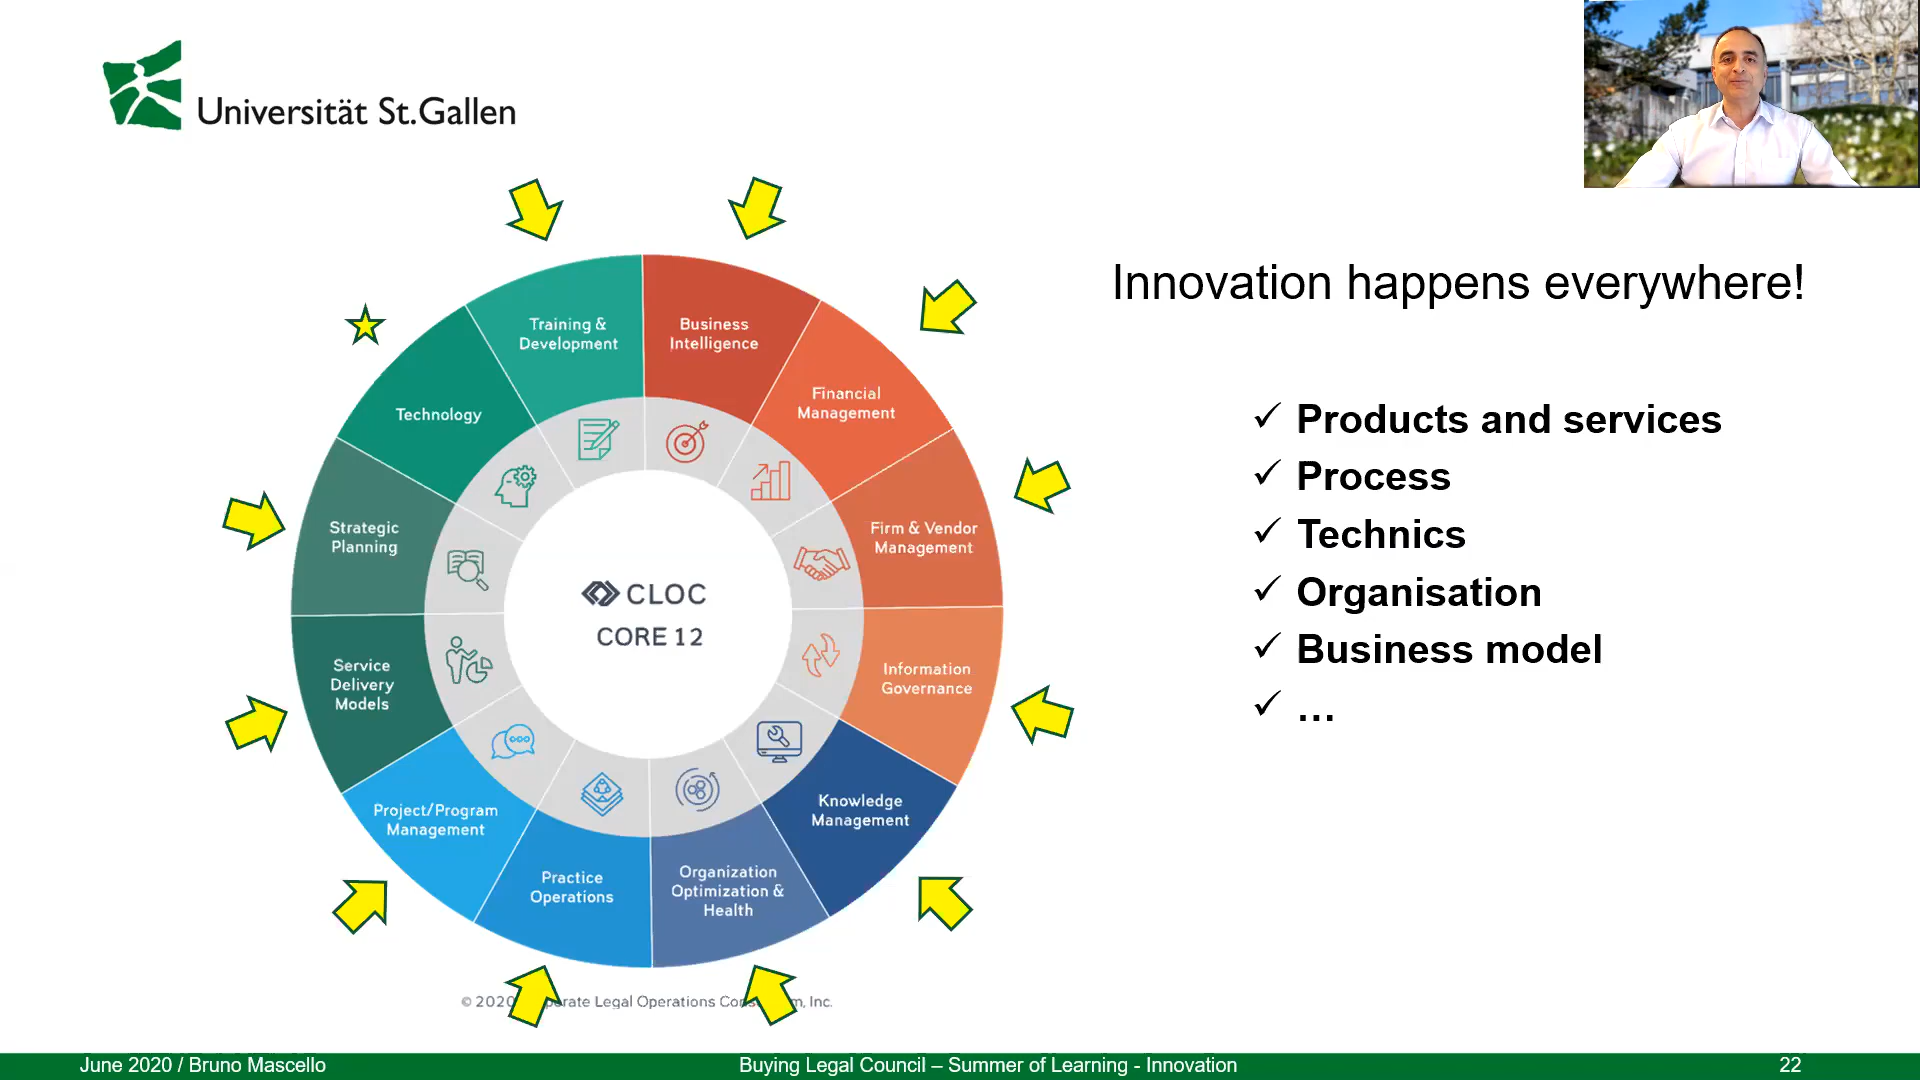 Universität St.Gallen
Innovation happens everywhere!
Training &
Development
Business
Intelligence
Financial
Management
Firm & Vendor
Management
Information
Governance
Knowledge
Management
Organization
Optimization &
Health
Practice
Operations
Project/Program
Management
Service
Delivery
Models
Strategic
Planning
Technology
CLOC
CORE 12
✓ Products and services
✓ Process
✓ Technics
✓ Organisation
✓ Business model
✓ ...
© 2020 Legal Operations Inc.
June 2020 / Bruno Mascello
Buying Legal Council – Summer of Learning - Innovation
22